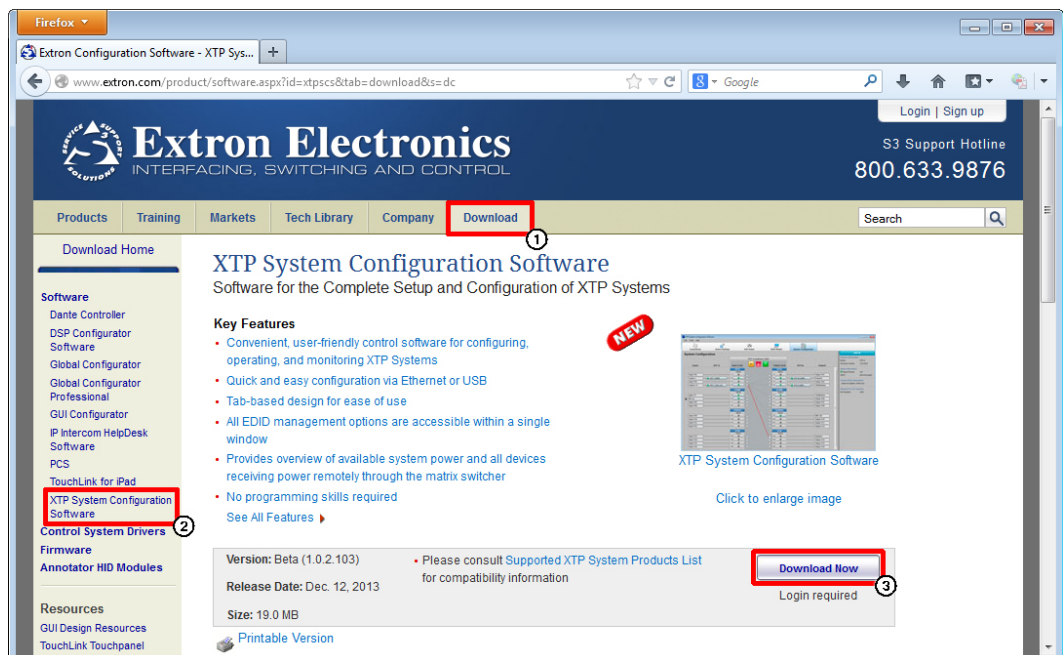 Firefox
Extron Configuration Software - XTP Sys...
www.extron.com/product/software.aspx?id=xtpscs&tab=download&s=dc
Google
Login | Sign up
SERVICE SUPPORT SOLUTIONS
S3
Extron Electronics
INTERFACING, SWITCHING AND CONTROL
S3 Support Hotline
800.633.9876
Products Training Markets Tech Library Company Download
Search
1
Download Home
Software
Dante Controller
DSP Configurator
Software
Global Configurator
Global Configurator
Professional
GUI Configurator
IP Intercom HelpDesk
Software
PCS
TouchLink for iPad
XTP System Configuration
Software
2
Control System Drivers
Firmware
Annotator HID Modules
Resources
GUI Design Resources
TouchLink Touchpanel
XTP System Configuration Software
Software for the Complete Setup and Configuration of XTP Systems
Key Features
• Convenient, user-friendly control software for configuring,
operating, and monitoring XTP Systems
• Quick and easy configuration via Ethernet or USB
• Tab-based design for ease of use
• All EDID management options are accessible within a single
window
• Provides overview of available system power and all devices
receiving power remotely through the matrix switcher
• No programming skills required
See All Features
NEW
XTP System Configuration Software
Click to enlarge image
Version: Beta (1.0.2.103)
Release Date: Dec. 12, 2013
Size: 19.0 MB
• Please consult Supported XTP System Products List
for compatibility information
Download Now
3
Login required
Printable Version